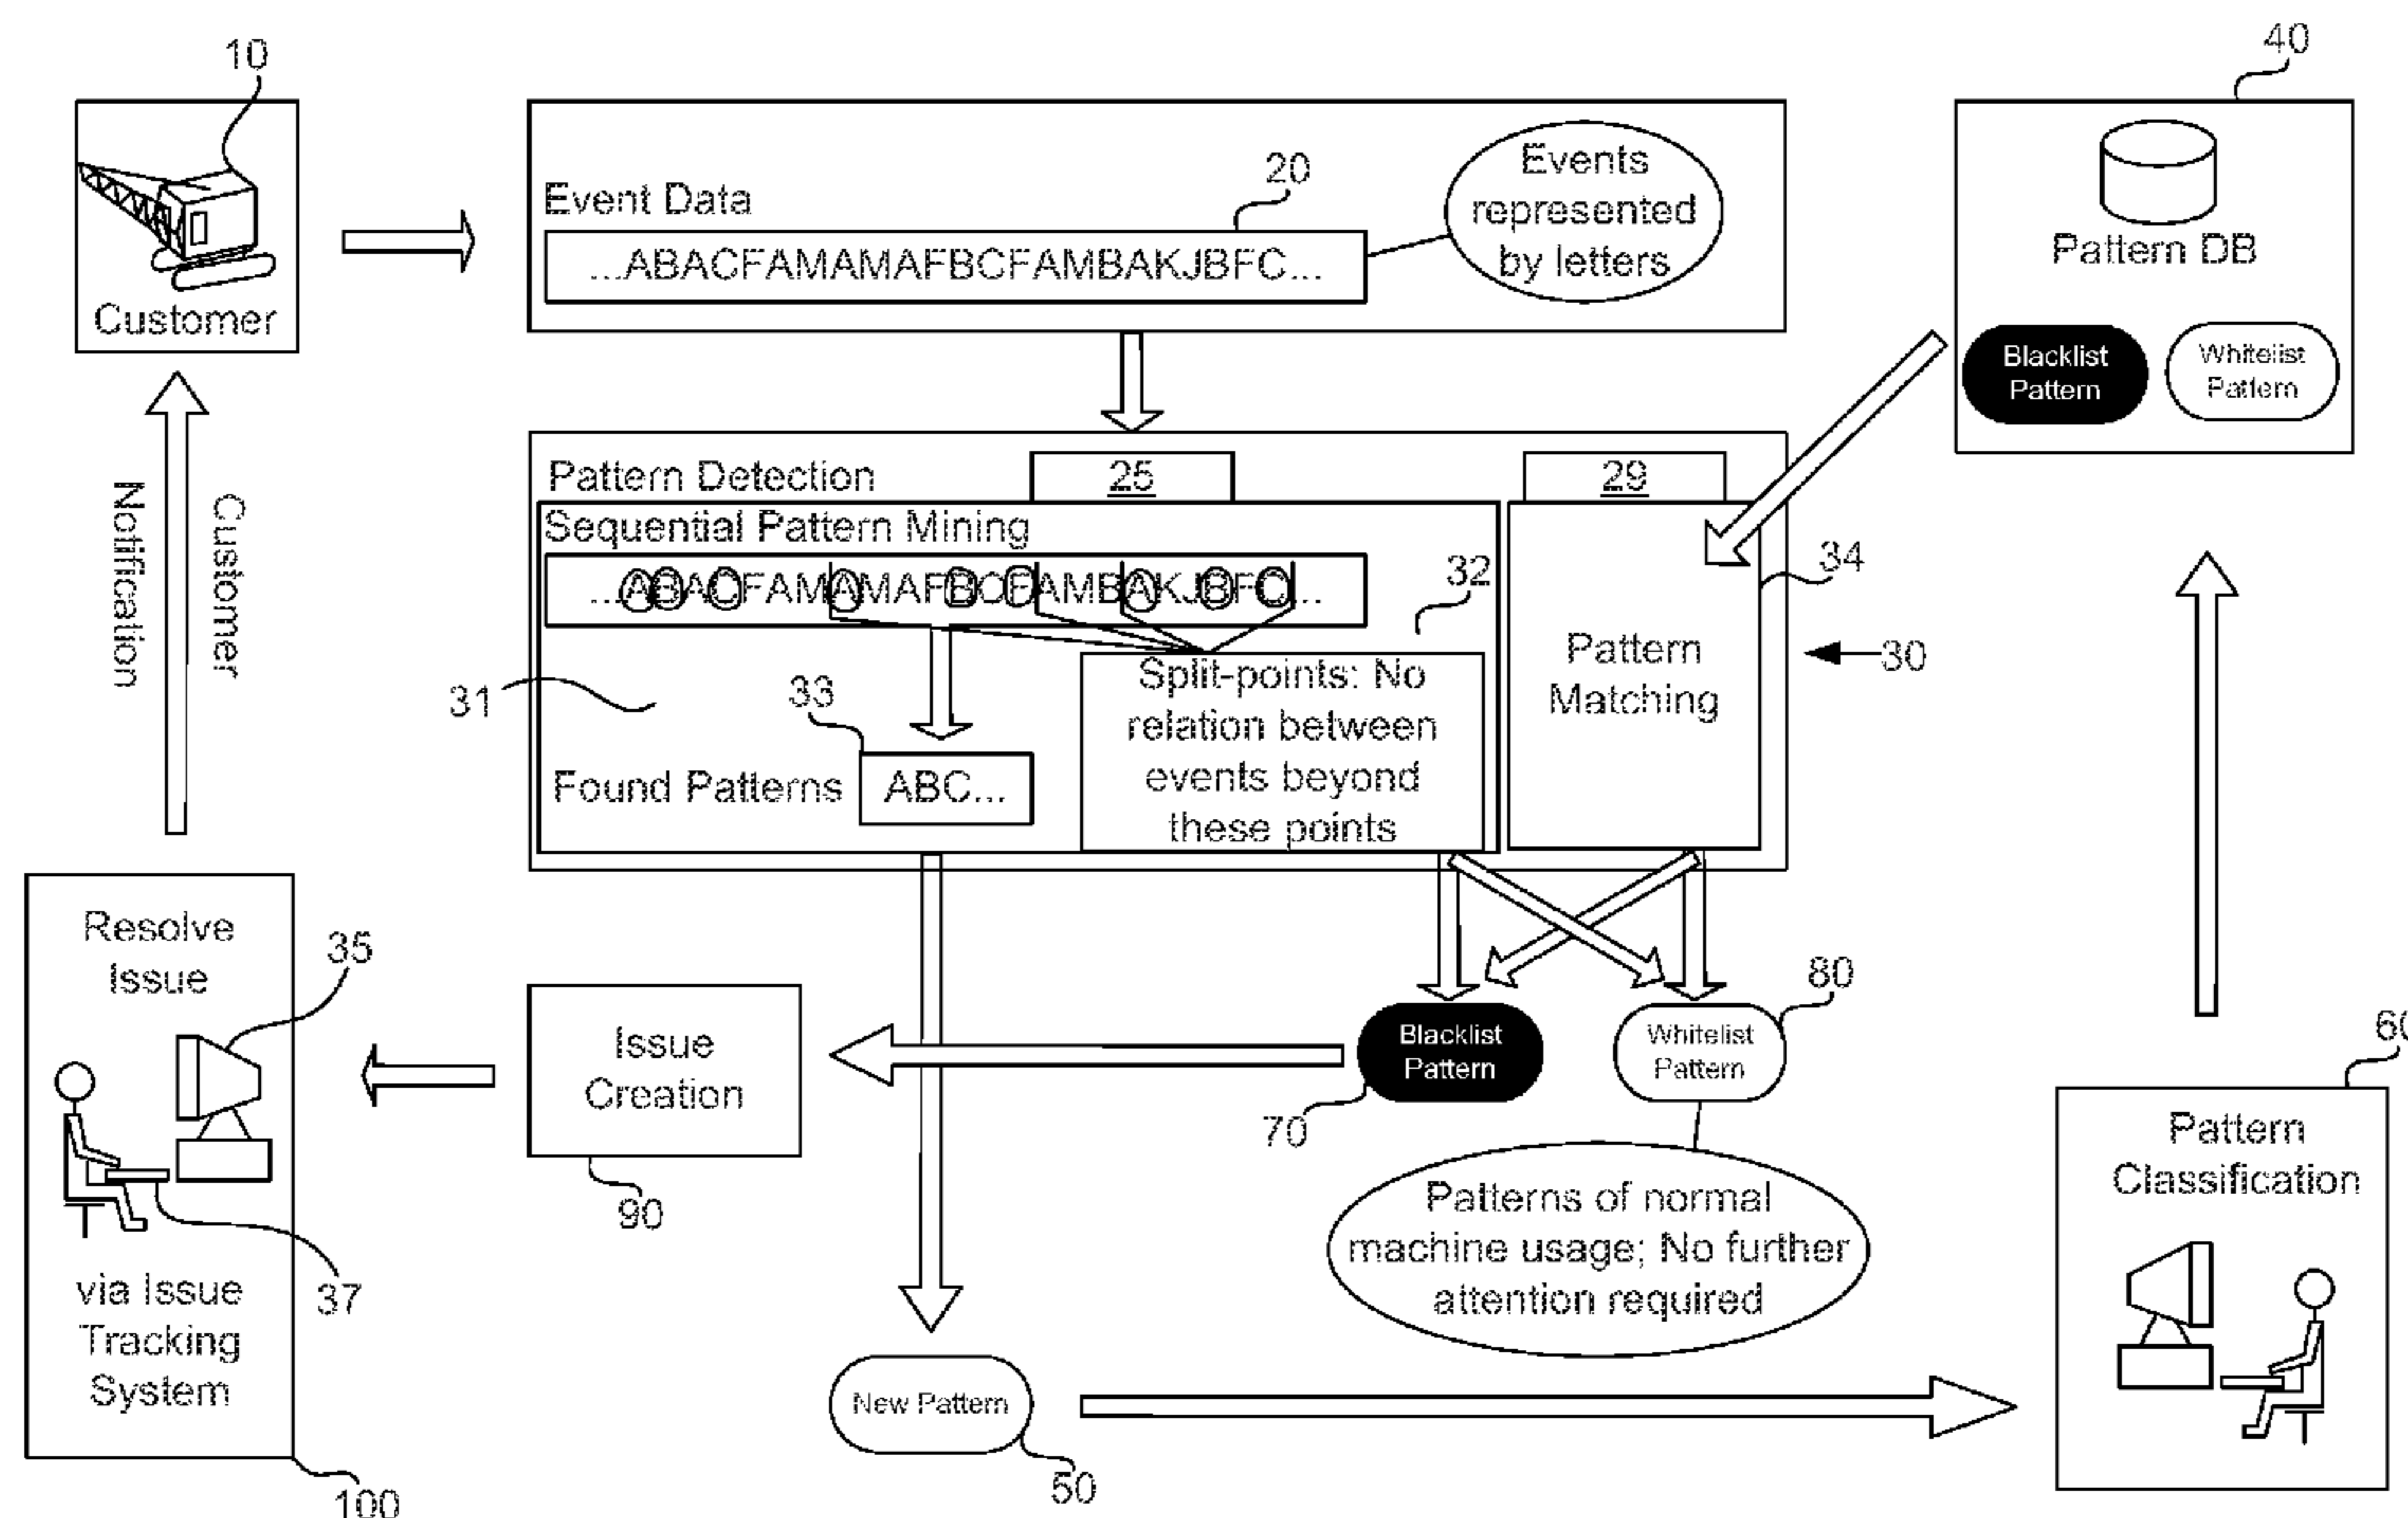 10
Customer
Event Data
20
...ABACFAMAMAFBCFAMBAKJBFC...
Events
represented
by letters
40
Pattern DB
Blacklist
Pattern
Whitelist
Pattern
Customer
Notification
Pattern Detection
25
29
Sequential Pattern Mining
...ABACFAMAMAFBCFAMBAKJBFC...
32
34
30
31
33
Found Patterns
ABC...
Split-points: No
relation between
events beyond
these points
Pattern
Matching
Resolve
Issue
35
37
via Issue
Tracking
System
100
Issue
Creation
90
Blacklist
Pattern
70
Whitelist
Pattern
80
Patterns of normal
machine usage; No further
attention required
New Pattern
50
60
Pattern
Classification